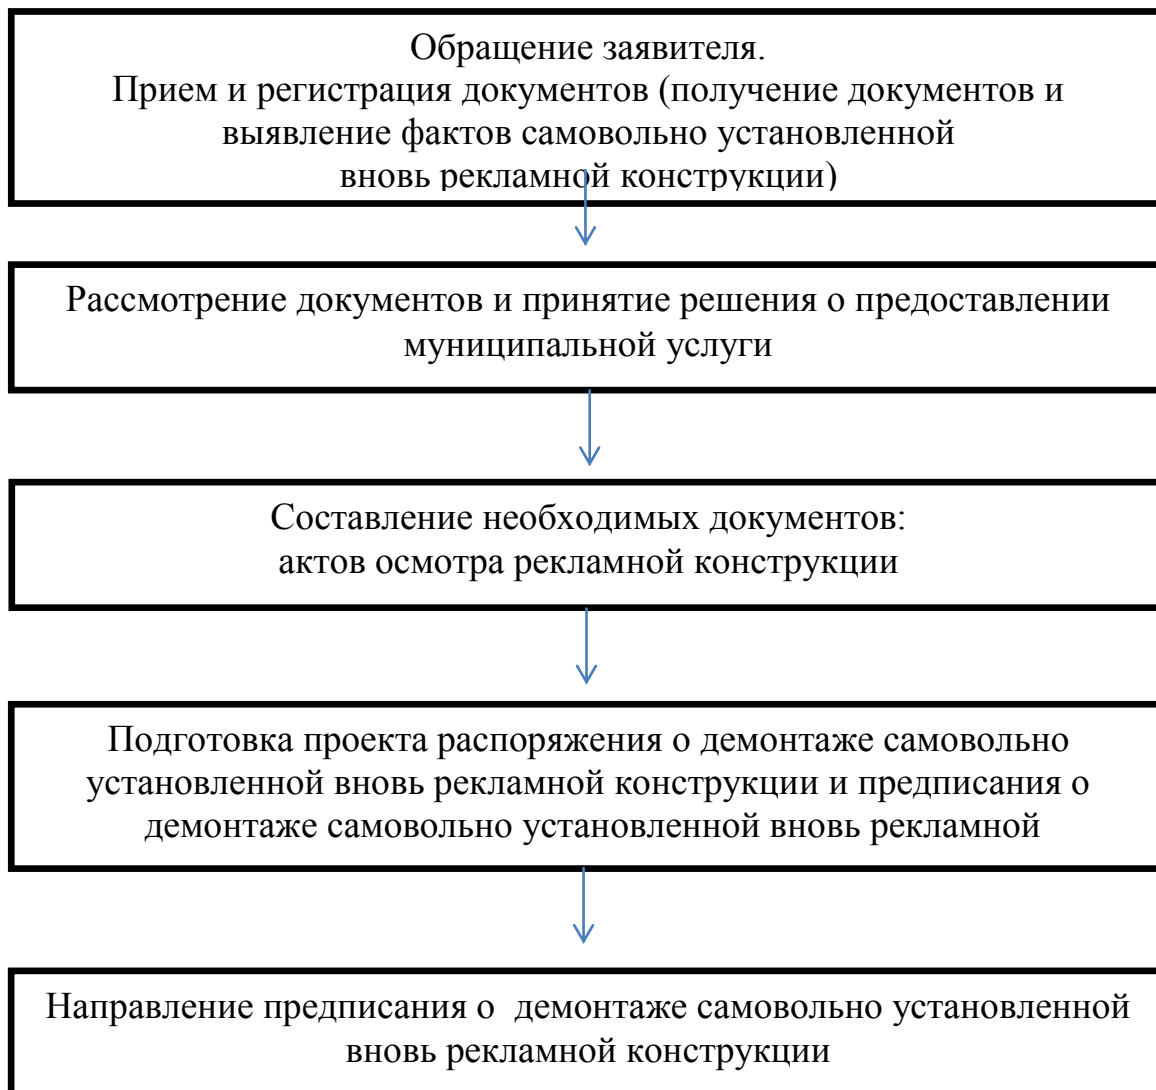 Обращение заявителя.
Прием и регистрация документов (получение документов и
выявление фактов самовольно установленной
вновь рекламной конструкции)
Рассмотрение документов и принятие решения о предоставлении
муниципальной услуги
Составление необходимых документов:
актов осмотра рекламной конструкции
Подготовка проекта распоряжения о демонтаже самовольно
установленной вновь рекламной конструкции и предписания о
демонтаже самовольно установленной вновь рекламной
Направление предписания о  демонтаже самовольно установленной
вновь рекламной конструкции